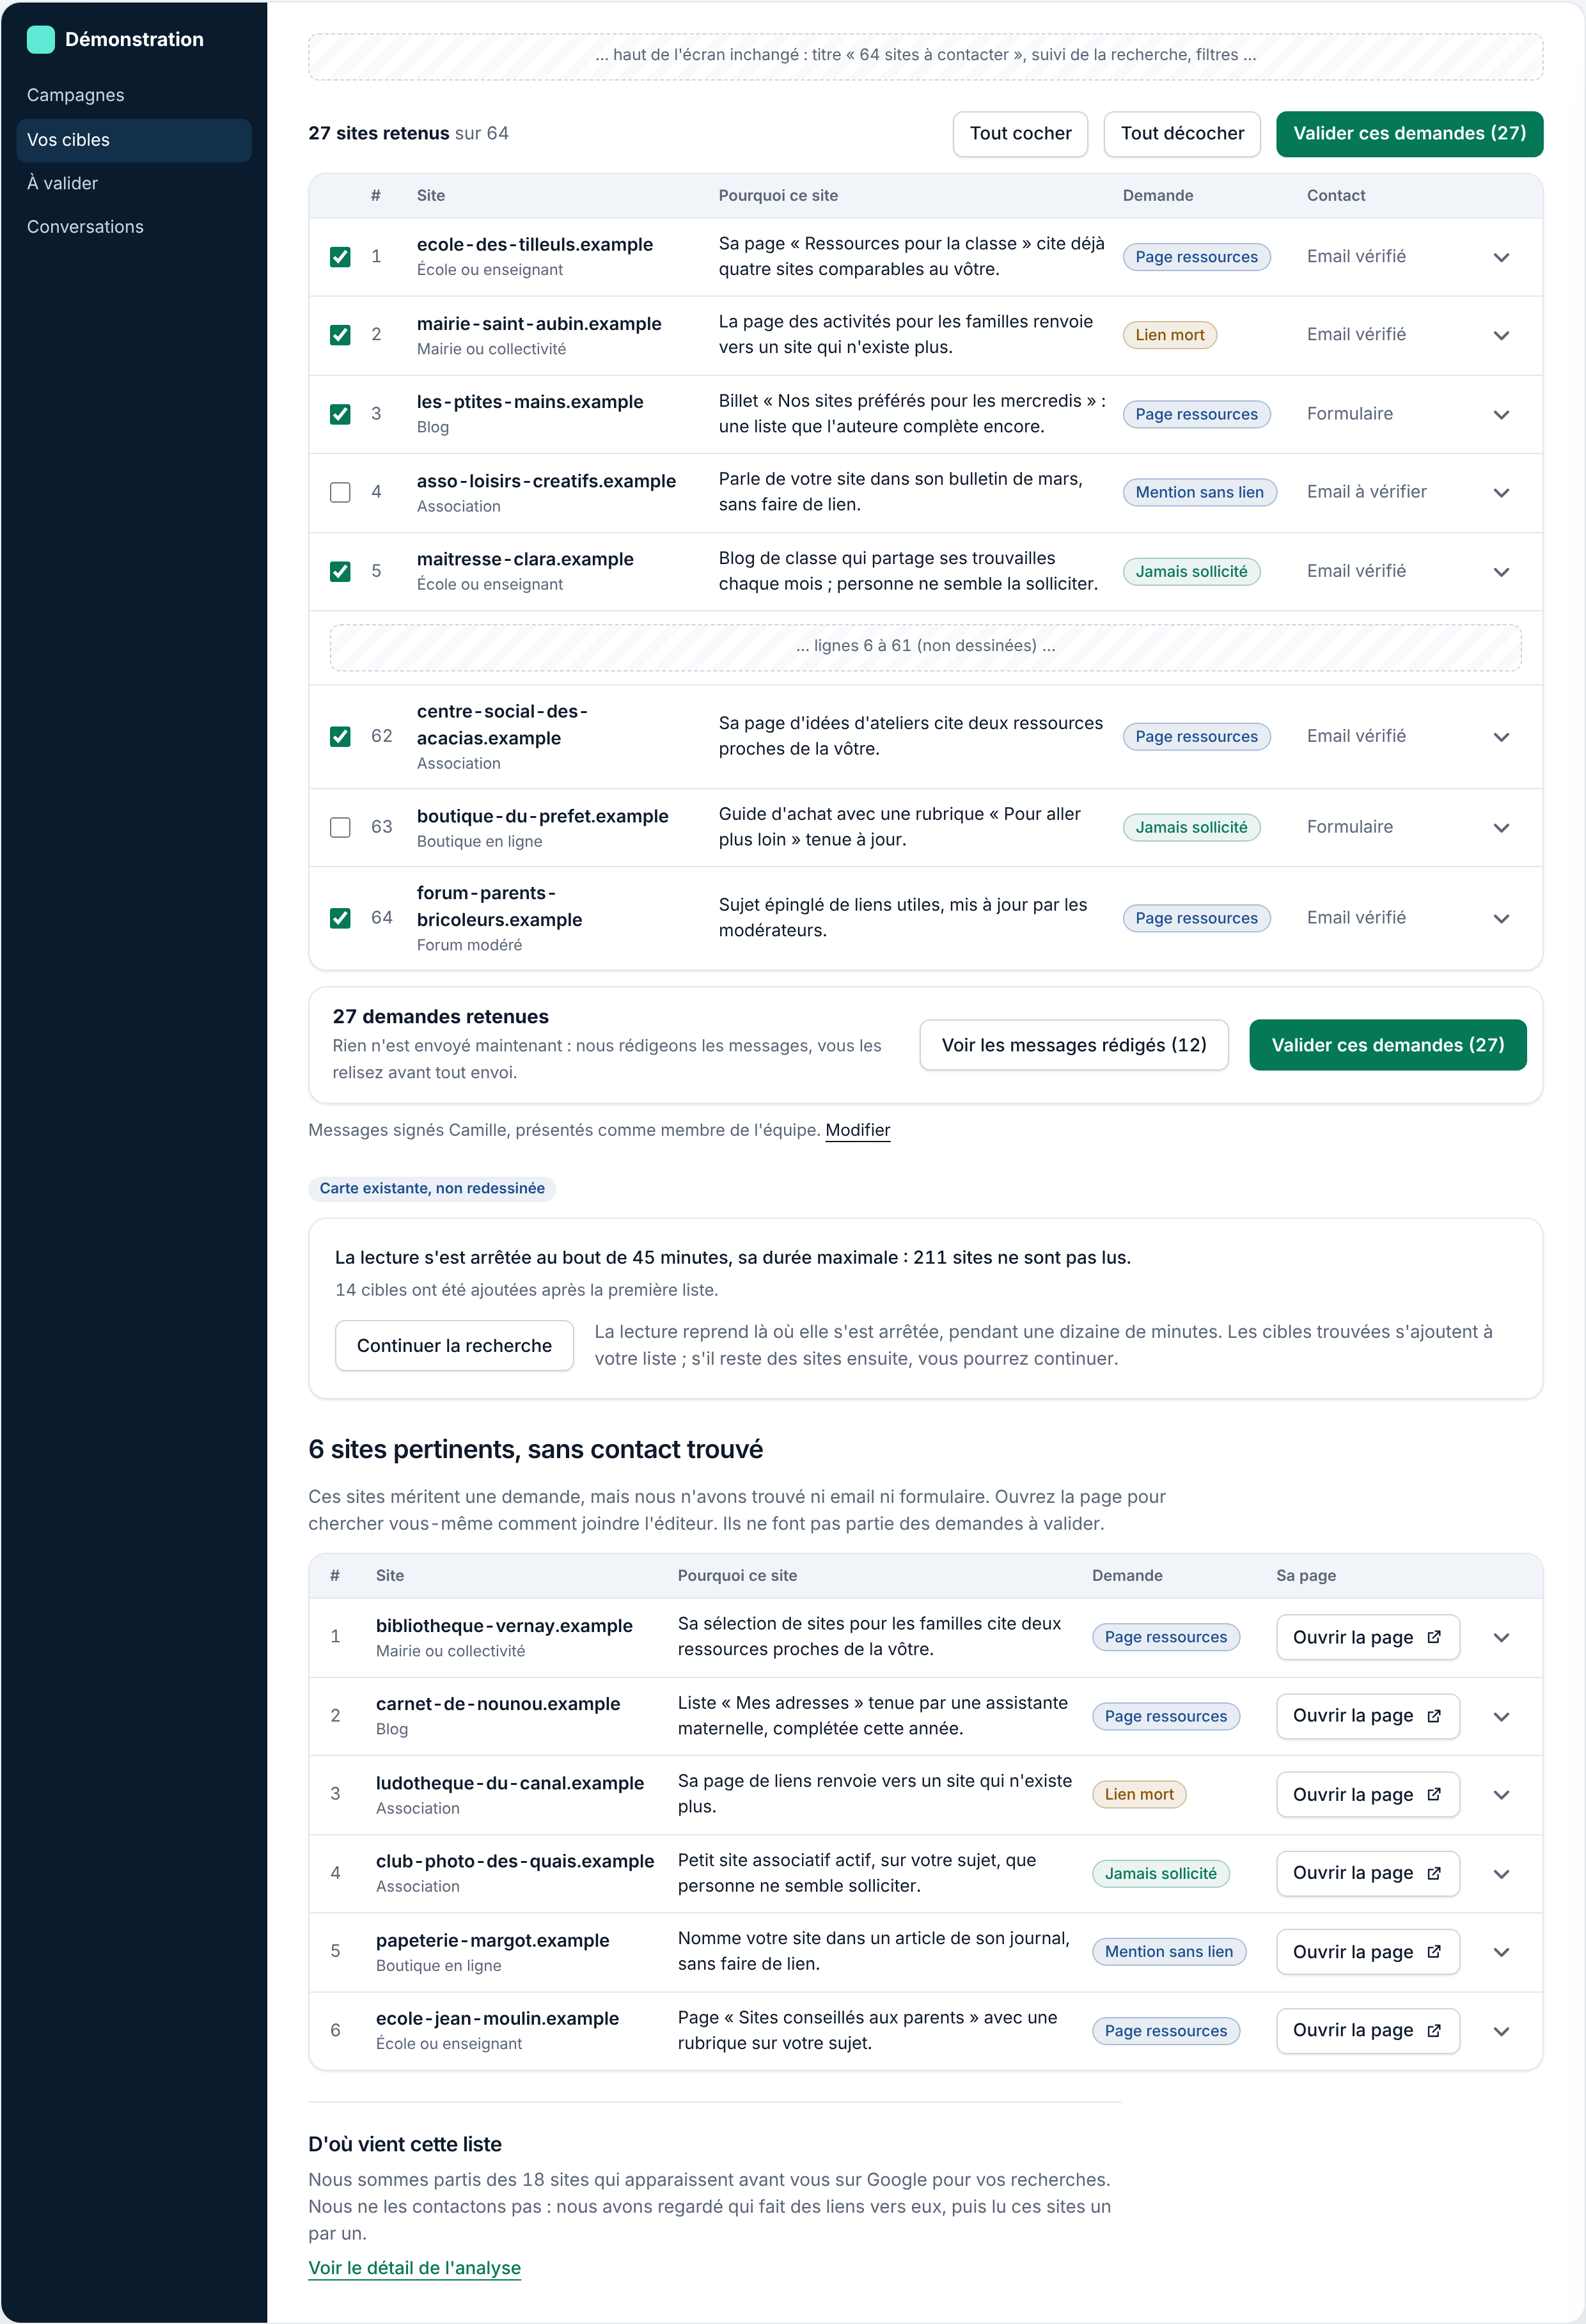 Démonstration
Campagnes
Vos cibles
À valider
Conversations
... haut de l'écran inchangé : titre « 64 sites à contacter », suivi de la recherche, filtres ...
27 sites retenus sur 64
Tout cocher
Tout décocher
Valider ces demandes (27)
# Site Pourquoi ce site Demande Contact
1 ecole-des-tilleuls.example
École ou enseignant
Sa page « Ressources pour la classe » cite déjà
quatre sites comparables au vôtre.
Page ressources
Email vérifié
2 mairie-saint-aubin.example
Mairie ou collectivité
La page des activités pour les familles renvoie
vers un site qui n'existe plus.
Lien mort
Email vérifié
3 les-ptites-mains.example
Blog
Billet « Nos sites préférés pour les mercredis » :
une liste que l'auteure complète encore.
Page ressources
Formulaire
4 asso-loisirs-creatifs.example
Association
Parle de votre site dans son bulletin de mars,
sans faire de lien.
Mention sans lien
Email à vérifier
5 maitresse-clara.example
École ou enseignant
Blog de classe qui partage ses trouvailles
chaque mois ; personne ne semble la solliciter.
Jamais sollicité
Email vérifié
... lignes 6 à 61 (non dessinées) ...
62 centre-social-des-
acacias.example
Association
Sa page d'idées d'ateliers cite deux ressources
proches de la vôtre.
Page ressources
Email vérifié
63 boutique-du-prefet.example
Boutique en ligne
Guide d'achat avec une rubrique « Pour aller
plus loin » tenue à jour.
Jamais sollicité
Formulaire
64 forum-parents-
bricoleurs.example
Forum modéré
Sujet épinglé de liens utiles, mis à jour par les
modérateurs.
Page ressources
Email vérifié
27 demandes retenues
Rien n'est envoyé maintenant : nous rédigeons les messages, vous les
relisez avant tout envoi.
Voir les messages rédigés (12)
Valider ces demandes (27)
Messages signés Camille, présentés comme membre de l'équipe. Modifier
Carte existante, non redessinée
La lecture s'est arrêtée au bout de 45 minutes, sa durée maximale : 211 sites ne sont pas lus.
14 cibles ont été ajoutées après la première liste.
Continuer la recherche
La lecture reprend là où elle s'est arrêtée, pendant une dizaine de minutes. Les cibles trouvées s'ajoutent à
votre liste ; s'il reste des sites ensuite, vous pourrez continuer.
6 sites pertinents, sans contact trouvé
Ces sites méritent une demande, mais nous n'avons trouvé ni email ni formulaire. Ouvrez la page pour
chercher vous-même comment joindre l'éditeur. Ils ne font pas partie des demandes à valider.
# Site Pourquoi ce site Demande Sa page
1 bibliotheque-vernay.example
Mairie ou collectivité
Sa sélection de sites pour les familles cite deux
ressources proches de la vôtre.
Page ressources
Ouvrir la page
2 carnet-de-nounou.example
Blog
Liste « Mes adresses » tenue par une assistante
maternelle, complétée cette année.
Page ressources
Ouvrir la page
3 ludotheque-du-canal.example
Association
Sa page de liens renvoie vers un site qui n'existe
plus.
Lien mort
Ouvrir la page
4 club-photo-des-quais.example
Association
Petit site associatif actif, sur votre sujet, que
personne ne semble solliciter.
Jamais sollicité
Ouvrir la page
5 papeterie-margot.example
Boutique en ligne
Nomme votre site dans un article de son journal,
sans faire de lien.
Mention sans lien
Ouvrir la page
6 ecole-jean-moulin.example
École ou enseignant
Page « Sites conseillés aux parents » avec une
rubrique sur votre sujet.
Page ressources
Ouvrir la page
D'où vient cette liste
Nous sommes partis des 18 sites qui apparaissent avant vous sur Google pour vos recherches.
Nous ne les contactons pas : nous avons regardé qui fait des liens vers eux, puis lu ces sites un
par un.
Voir le détail de l'analyse